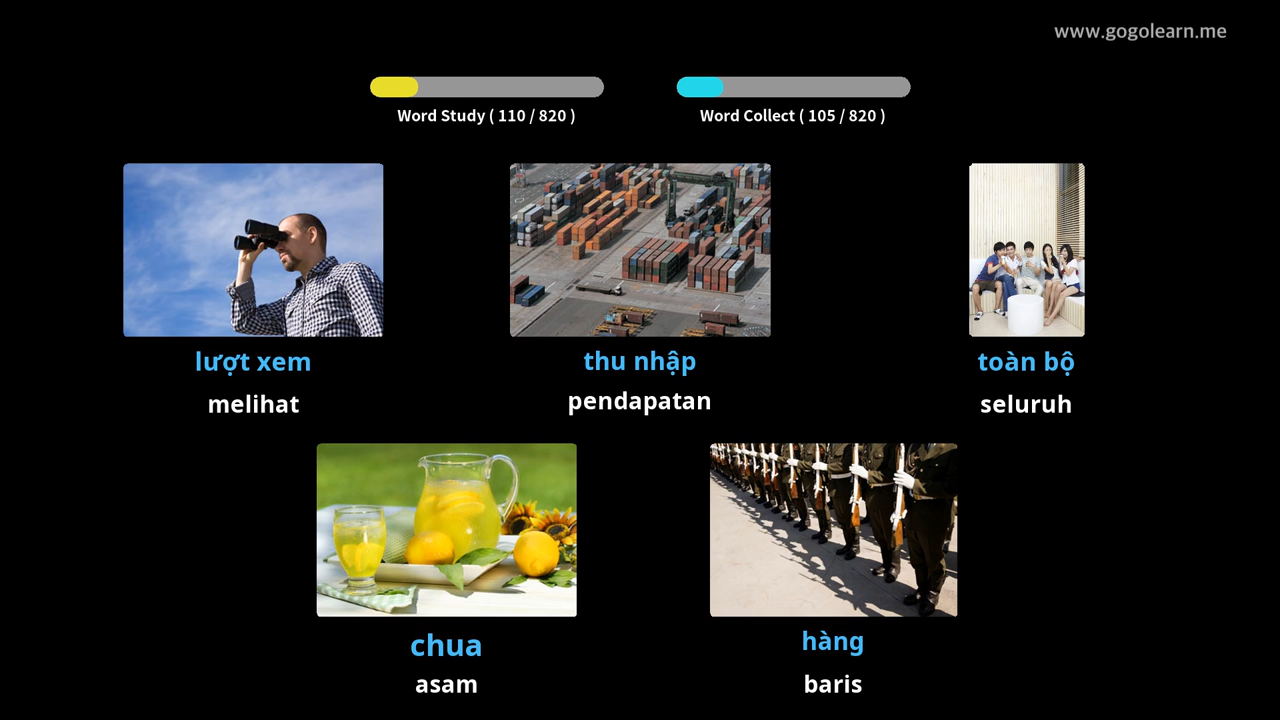 www.gogolearn.me
Word Study ( 110 / 820 )
Word Collect ( 105 / 820 )
lượt xem
melihat
thu nhập
pendapatan
toàn bộ
seluruh
chua
asam
hàng
baris